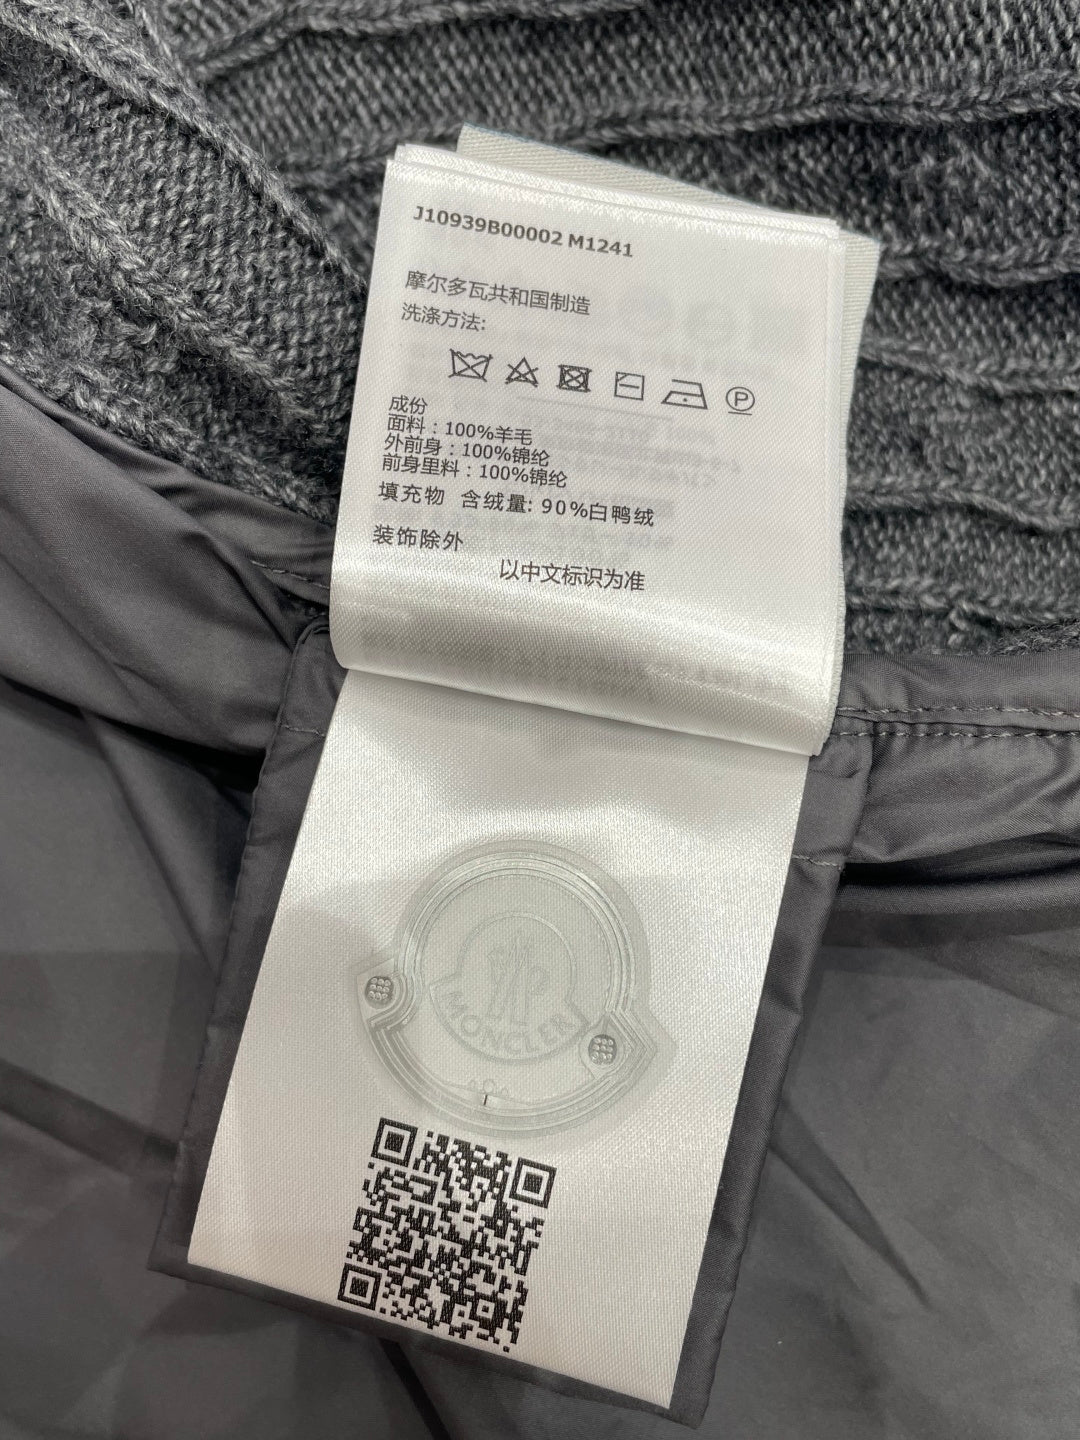 J10939B00002 M1241
摩尔多瓦共和国制造
洗涤方法:
P
成份
面料：100%羊毛
外前身：100%锦纶
前身里料：100%锦纶
填充物 含绒量: 90%白鸭绒
装饰除外
以中文标识为准
MONCLER